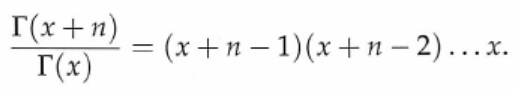 Γ(x + n) / Γ(x) = (x + n − 1)(x + n − 2) . . . x.